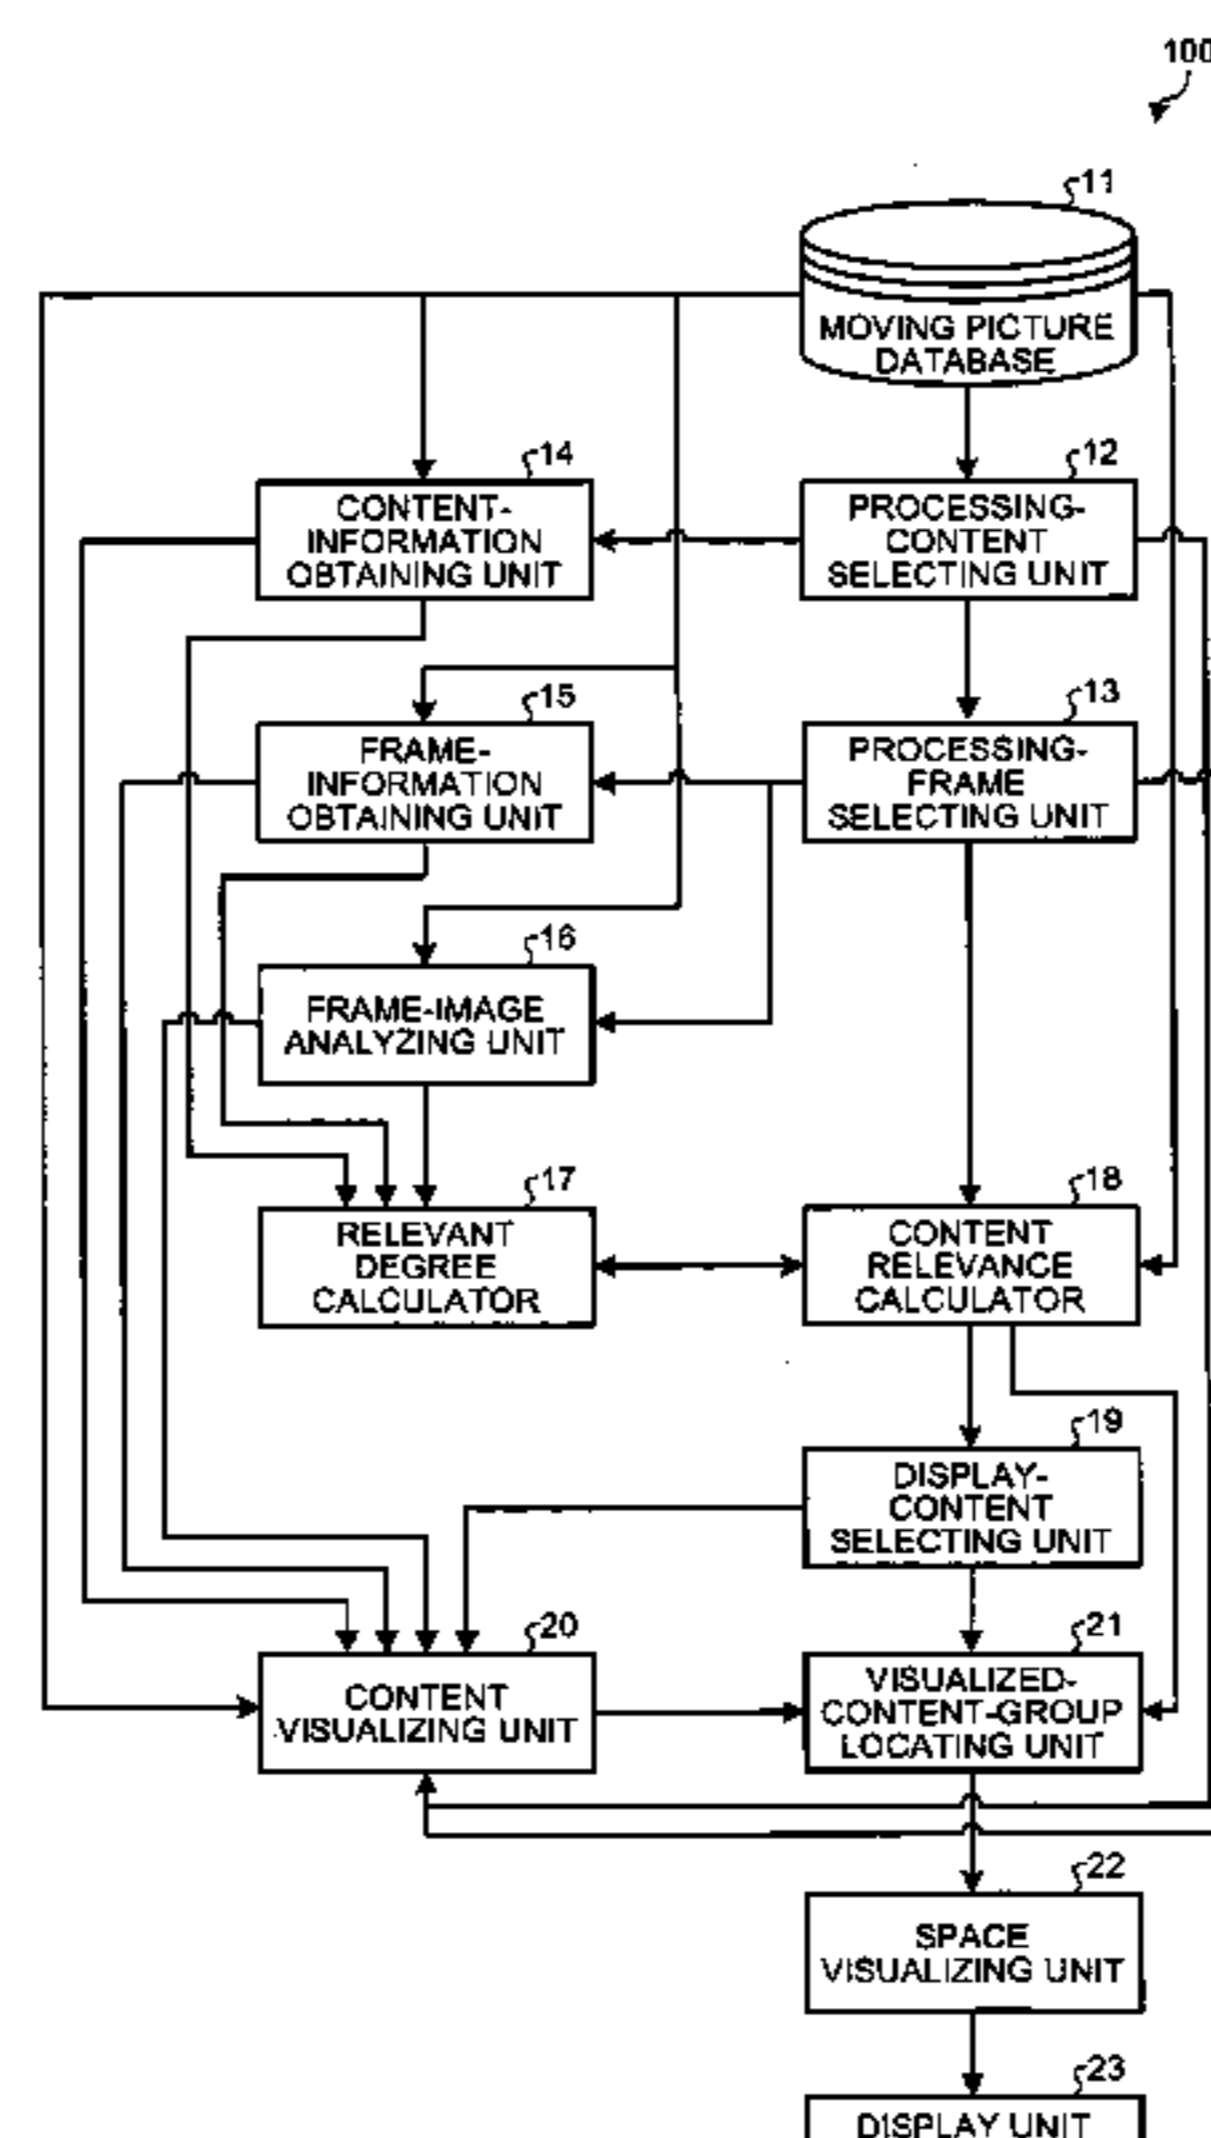 100
11
MOVING PICTURE
DATABASE
14
CONTENT-
INFORMATION
OBTAINING UNIT
12
PROCESSING-
CONTENT
SELECTING UNIT
15
FRAME-
INFORMATION
OBTAINING UNIT
13
PROCESSING-
FRAME
SELECTING UNIT
16
FRAME-IMAGE
ANALYZING UNIT
17
RELEVANT
DEGREE
CALCULATOR
18
CONTENT
RELEVANCE
CALCULATOR
19
DISPLAY-
CONTENT
SELECTING UNIT
20
CONTENT
VISUALIZING UNIT
21
VISUALIZED-
CONTENT-GROUP
LOCATING UNIT
22
SPACE
VISUALIZING UNIT
23
DISPLAY UNIT